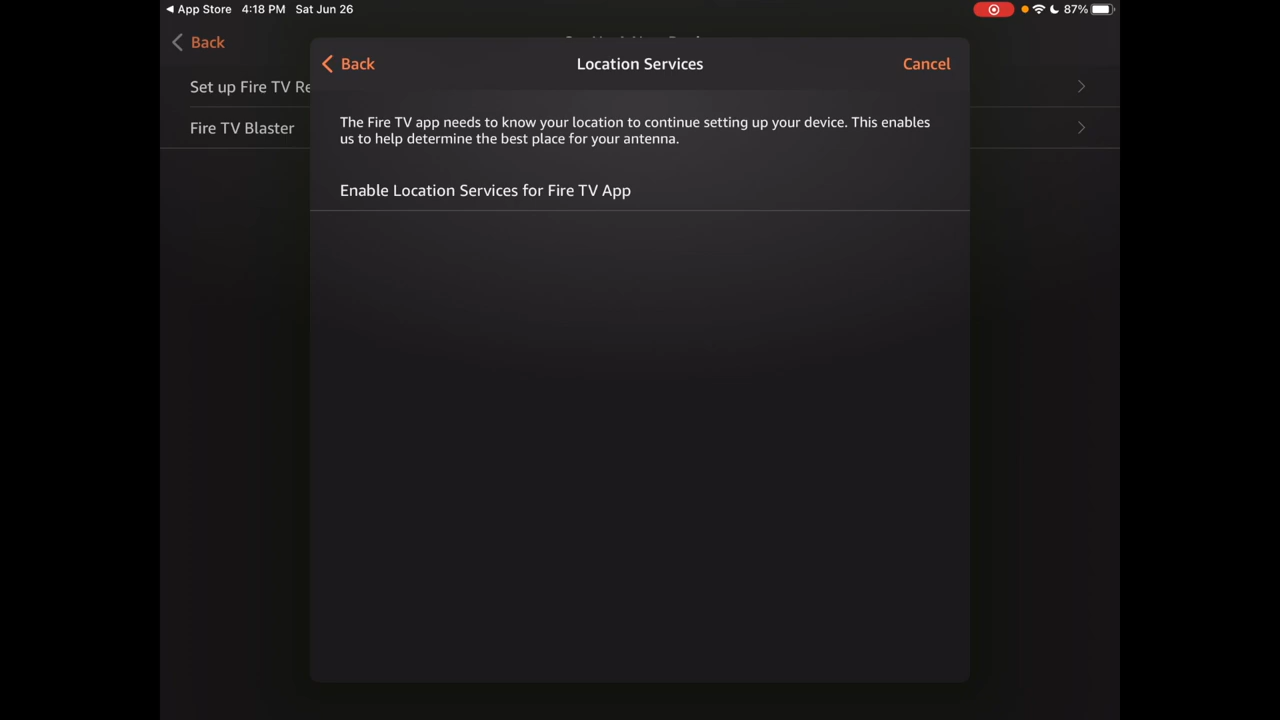 App Store 4:18 PM Sat Jun 26 87%
Back
Back Location Services Cancel
Set up Fire TV Re
The Fire TV app needs to know your location to continue setting up your device. This enables
us to help determine the best place for your antenna.
Fire TV Blaster
Enable Location Services for Fire TV App